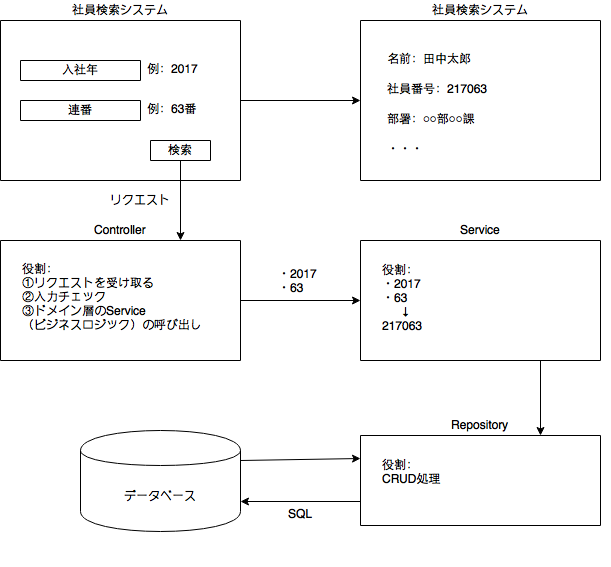 社員検索システム
社員検索システム
入社年
例：2017
連番
例：63番
検索
名前：田中太郎
社員番号：217063
部署：○○部○○課
・・・
リクエスト
Controller
役割：
①リクエストを受け取る
②入力チェック
③ドメイン層のService
（ビジネスロジック）の呼び出し
・2017
・63
Service
役割：
・2017
・63
↓
217063
Repository
役割：
CRUD処理
データベース
SQL